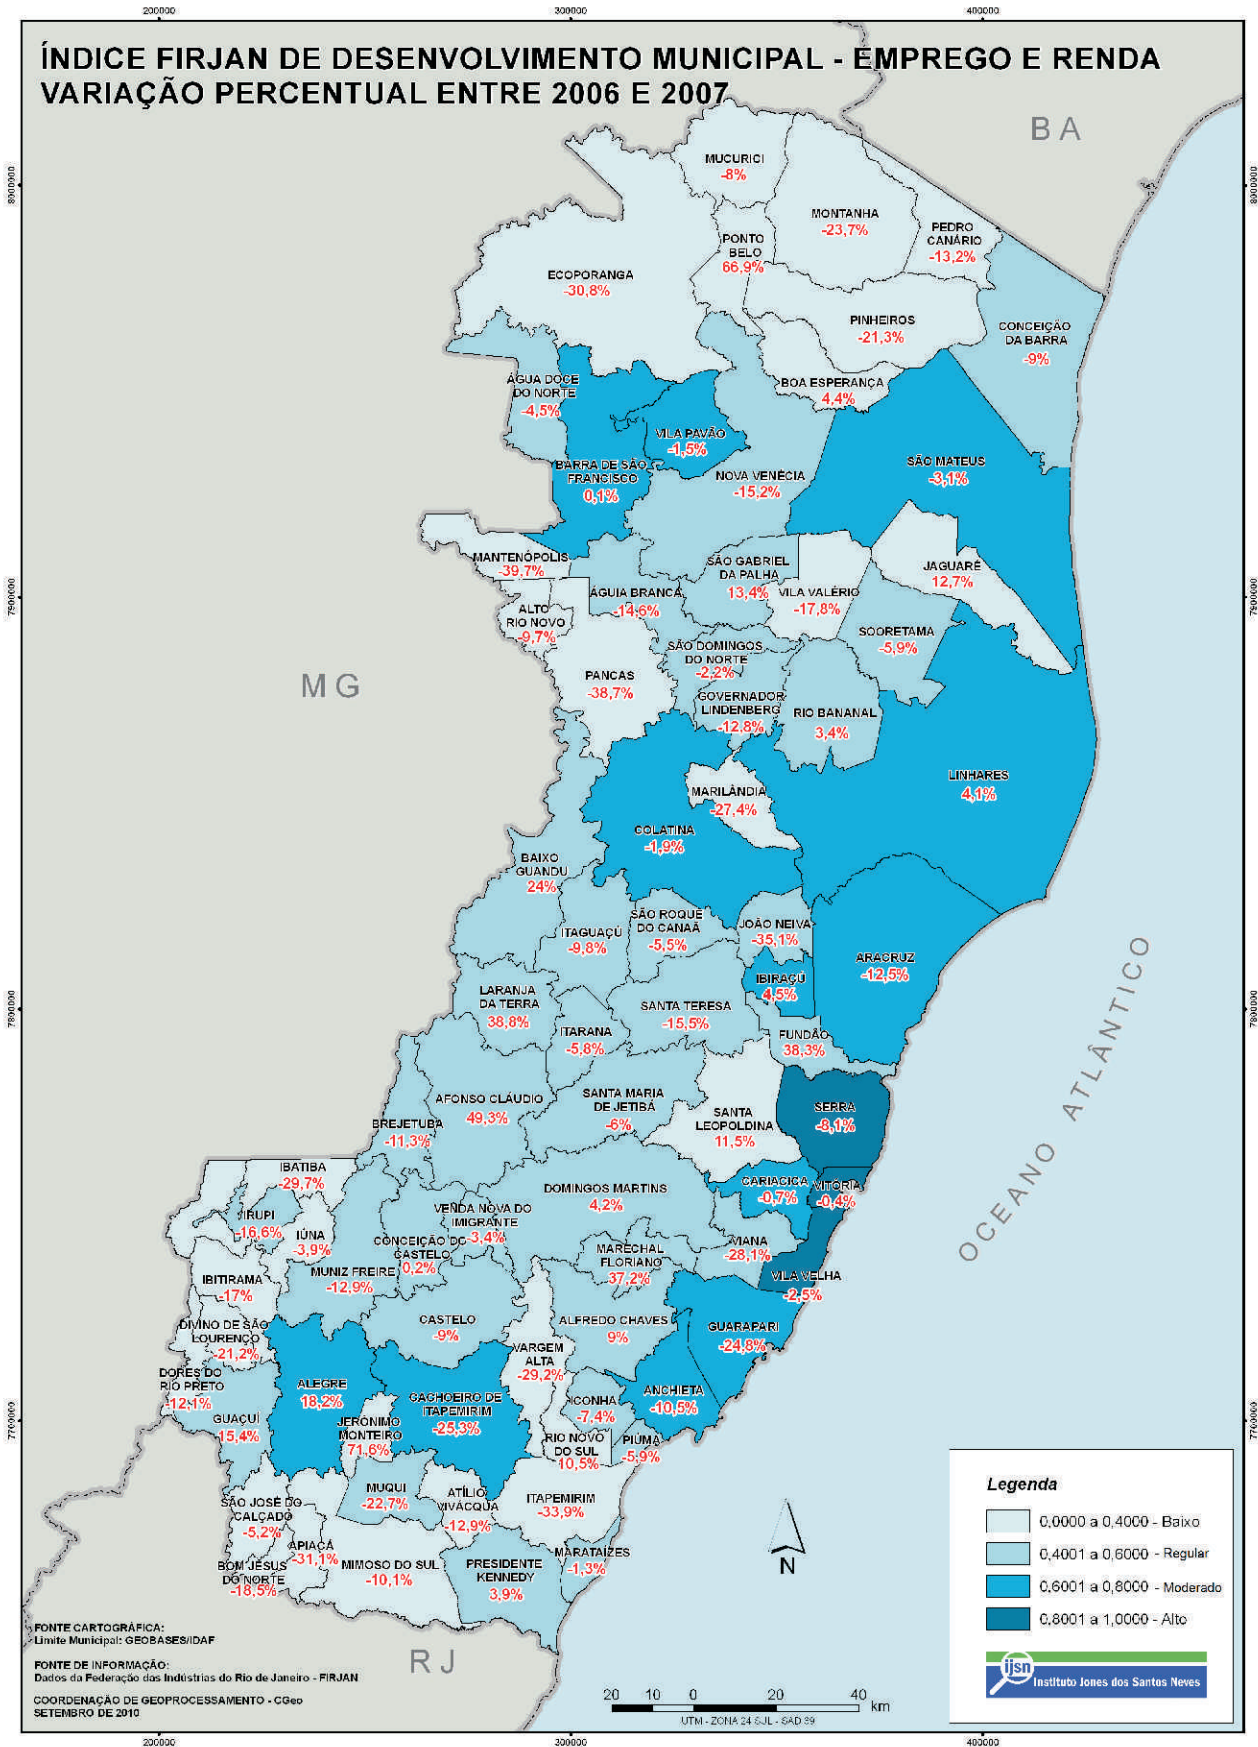 200000
300000
400000
ÍNDICE FIRJAN DE DESENVOLVIMENTO MUNICIPAL - EMPREGO E RENDA
VARIAÇÃO PERCENTUAL ENTRE 2006 E 2007
BA
8000000
8000000
MUCURICI
-8%
MONTANHA
-23,7%
PEDRO
CANÁRIO
-13,2%
PONTO
BELO
66,9%
ECOPORANGA
-30,8%
PINHEIROS
-21,3%
CONCEIÇÃO
DA BARRA
-9%
ÁGUA DOCE
DO NORTE
-4,5%
BOA ESPERANÇA
4,4%
VILA PAVÃO
-1,5%
BARRA DE SÃO
FRANCISCO
0,1%
NOVA VENÉCIA
-15,2%
SÃO MATEUS
-3,1%
MANTENÓPOLIS
-39,7%
SÃO GABRIEL
DA PALHA
13,4%
JAGUARÉ
12,7%
7900000
7900000
ÁGUIA BRANCA
-14,6%
VILA VALÉRIO
-17,8%
ALTO
RIO NOVO
-9,7%
SOORETAMA
-5,9%
SÃO DOMINGOS
DO NORTE
-2,2%
MG
PANCAS
-38,7%
GOVERNADOR
LINDENBERG
-12,8%
RIO BANANAL
3,4%
LINHARES
4,1%
MARILÂNDIA
-27,4%
COLATINA
-1,9%
BAIXO
GUANDU
24%
ITAGUAÇÚ
-9,8%
SÃO ROQUE
DO CANAÃ
-5,5%
JOÃO NEIVA
-35,1%
ARACRUZ
-12,5%
IBIRAÇÚ
4,5%
LARANJA
DA TERRA
38,8%
SANTA TERESA
-15,5%
7800000
7800000
ITARANA
-5,8%
FUNDÃO
38,3%
OCEANO ATLÂNTICO
AFONSO CLÁUDIO
49,3%
SANTA MARIA
DE JETIBÁ
-6%
SANTA
LEOPOLDINA
11,5%
SERRA
-8,1%
BREJETUBA
-11,3%
IBATIBA
-29,7%
DOMINGOS MARTINS
4,2%
CARIACICA
-0,7%
VITÓRIA
-0,4%
IRUPI
-16,6%
IÚNA
-3,9%
VENDA NOVA DO
IMIGRANTE
-3,4%
CONCEIÇÃO DO
CASTELO
0,2%
MARECHAL
FLORIANO
37,2%
VIANA
-28,1%
IBITIRAMA
-17%
MUNIZ FREIRE
-12,9%
VILA VELHA
-2,5%
DIVINO DE SÃO
LOURENÇO
-21,2%
CASTELO
-9%
ALFREDO CHAVES
9%
GUARAPARI
-24,8%
VARGEM
ALTA
-29,2%
DORES DO
RIO PRETO
-12,1%
ALEGRE
18,2%
CACHOEIRO DE
ITAPEMIRIM
-25,3%
ICONHA
-7,4%
ANCHIETA
-10,5%
GUAÇUÍ
15,4%
JERÔNIMO
MONTEIRO
71,6%
RIO NOVO
DO SUL
10,5%
PIÚMA
-5,9%
7700000
7700000
MUQUI
-22,7%
ATÍLIO
VIVÁCQUA
-12,9%
ITAPEMIRIM
-33,9%
SÃO JOSÉ DO
CALÇADO
-5,2%
APIACÁ
-31,1%
BOM JESUS
DO NORTE
-18,5%
MIMOSO DO SUL
-10,1%
PRESIDENTE
KENNEDY
3,9%
MARATAÍZES
-1,3%
N
Legenda
0,0000 a 0,4000 - Baixo
0,4001 a 0,6000 - Regular
0,6001 a 0,8000 - Moderado
0,8001 a 1,0000 - Alto
ijsn
Instituto Jones dos Santos Neves
RJ
FONTE CARTOGRÁFICA:
Limite Municipal: GEOBASES/IDAF
FONTE DE INFORMAÇÃO:
Dados da Federação das Indústrias do Rio de Janeiro - FIRJAN
COORDENAÇÃO DE GEOPROCESSAMENTO - CGeo
SETEMBRO DE 2010
20 10 0 20 40
km
UTM - ZONA 24 SUL - SAD 69
200000
300000
400000